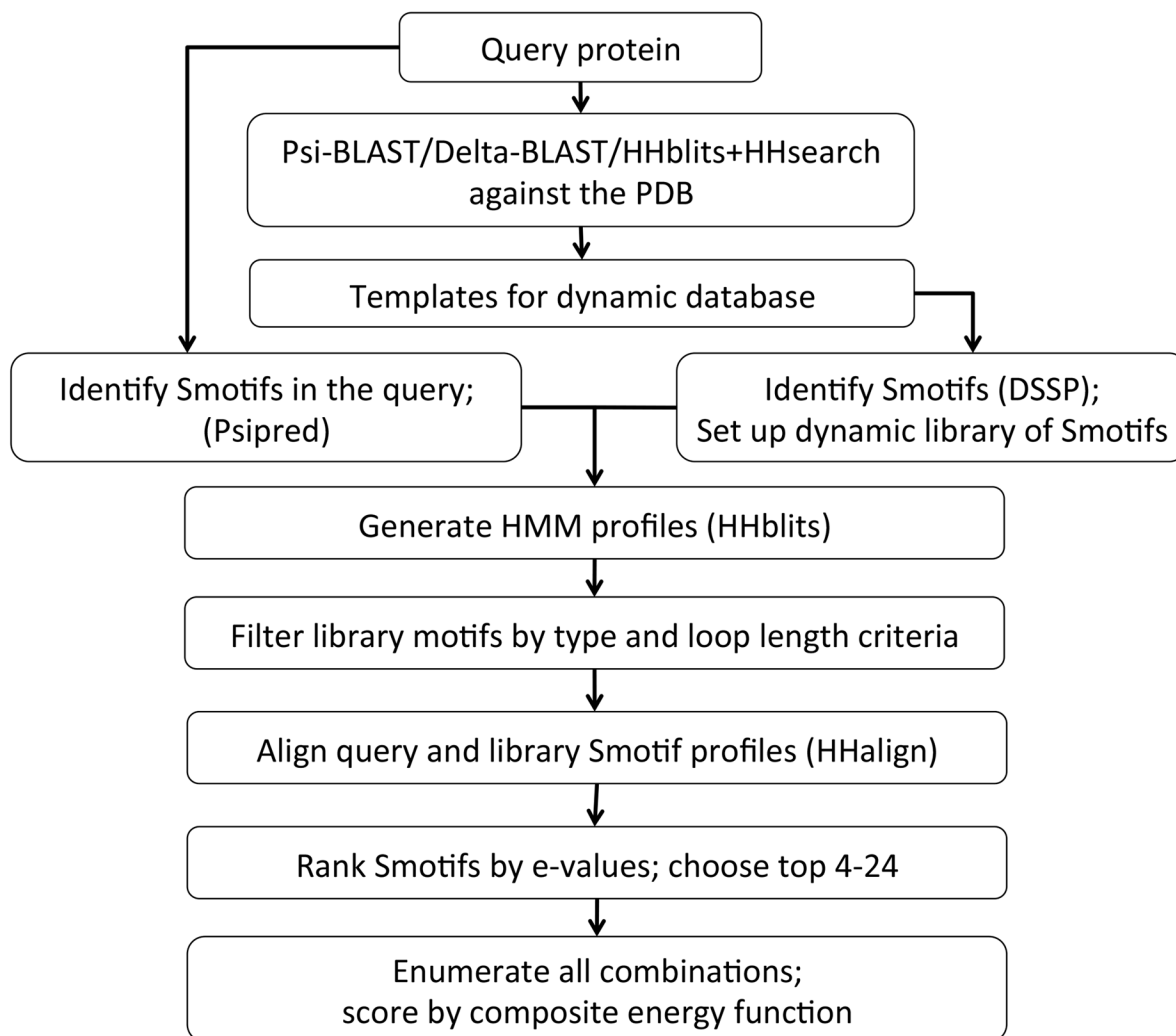 Query protein
Psi-BLAST/Delta-BLAST/HHblits+HHsearch
against the PDB
Templates for dynamic database
Identify Smotifs in the query;
(Psipred)
Identify Smotifs (DSSP);
Set up dynamic library of Smotifs
Generate HMM profiles (HHblits)
Filter library motifs by type and loop length criteria
Align query and library Smotif profiles (HHalign)
Rank Smotifs by e-values; choose top 4-24
Enumerate all combinations;
score by composite energy function